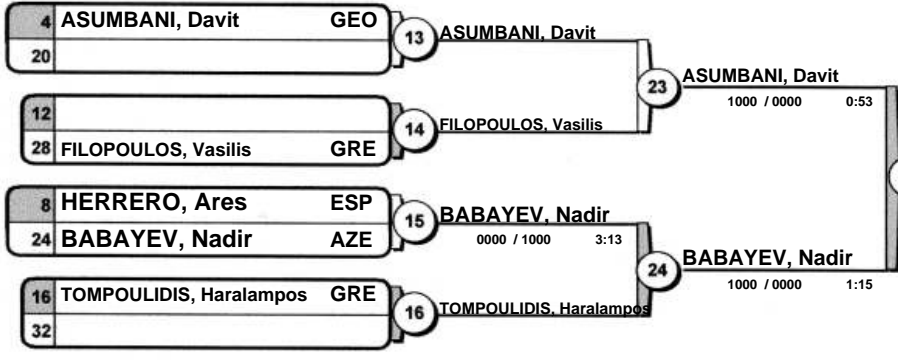 4 ASUMBANI, Davit GEO
20
13 ASUMBANI, Davit
12
28 FILOPOULOS, Vasilis GRE
14 FILOPOULOS, Vasilis
23 ASUMBANI, Davit
1000 / 0000 0:53
8 HERRERO, Ares ESP
24 BABAYEV, Nadir AZE
15 BABAYEV, Nadir
0000 / 1000 3:13
16 TOMPOULIDIS, Haralampos GRE
32
16 TOMPOULIDIS, Haralampos
24 BABAYEV, Nadir
1000 / 0000 1:15